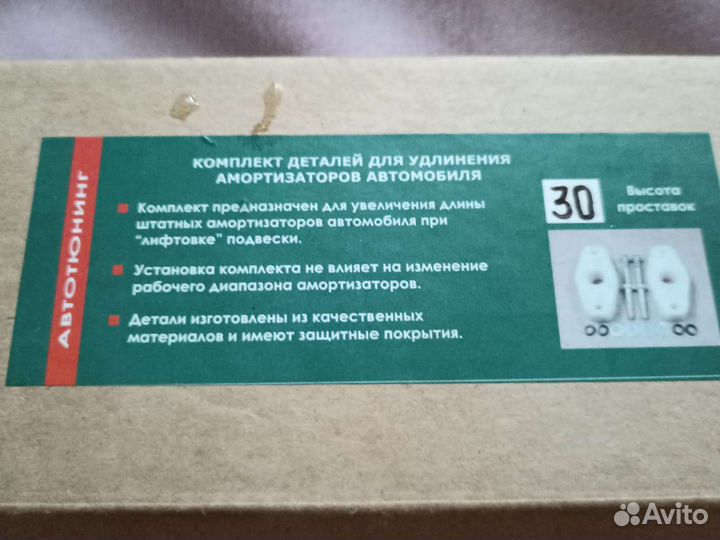 АВТОТЮНИНГ
КОМПЛЕКТ ДЕТАЛЕЙ ДЛЯ УДЛИНЕНИЯ
АМОРТИЗАТОРОВ АВТОМОБИЛЯ
Комплект предназначен для увеличения длины
штатных амортизаторов автомобиля при
"лифтовке" подвески.
Установка комплекта не влияет на изменение
рабочего диапазона амортизаторов.
Детали изготовлены из качественных
материалов и имеют защитные покрытия.
30
Высота
проставок
Avito